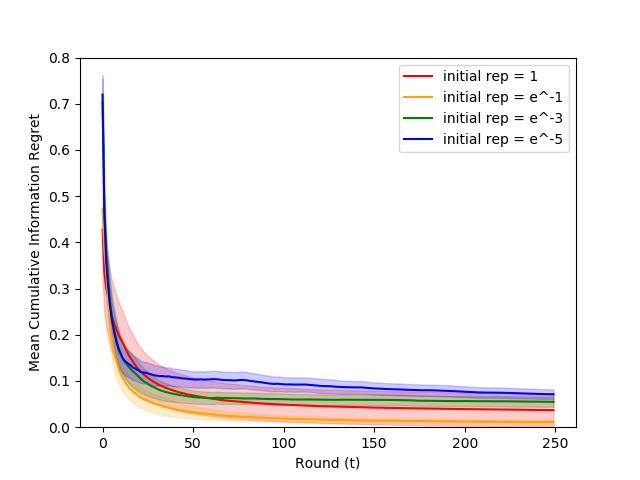 0.8
0.7
0.6
0.5
0.4
0.3
0.2
0.1
0.0
Mean Cumulative Information Regret
initial rep = 1
initial rep = e^-1
initial rep = e^-3
initial rep = e^-5
0 50 100 150 200 250
Round (t)